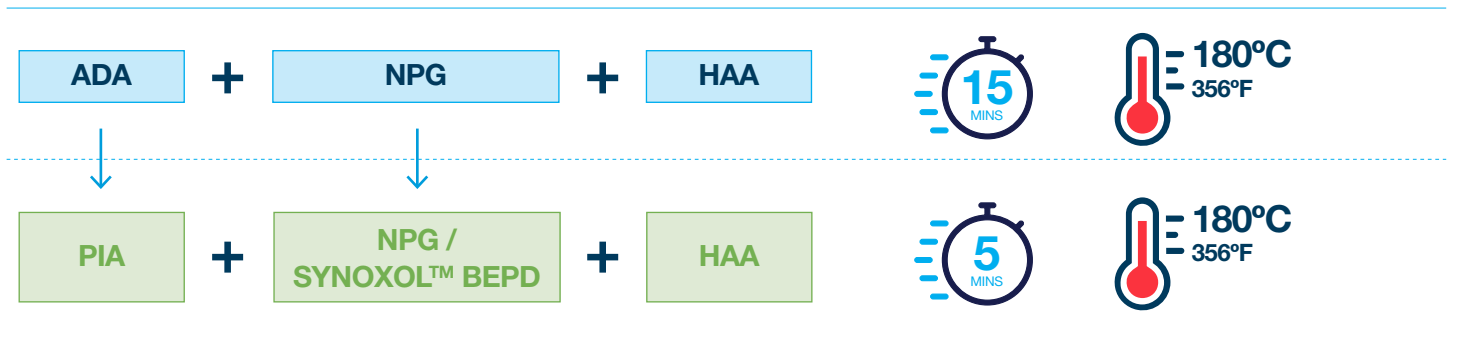 ADA + NPG + HAA
15
MINS
180ºC
356ºF
PIA + NPG /
SYNOXOL™ BEPD + HAA
5
MINS
180ºC
356ºF